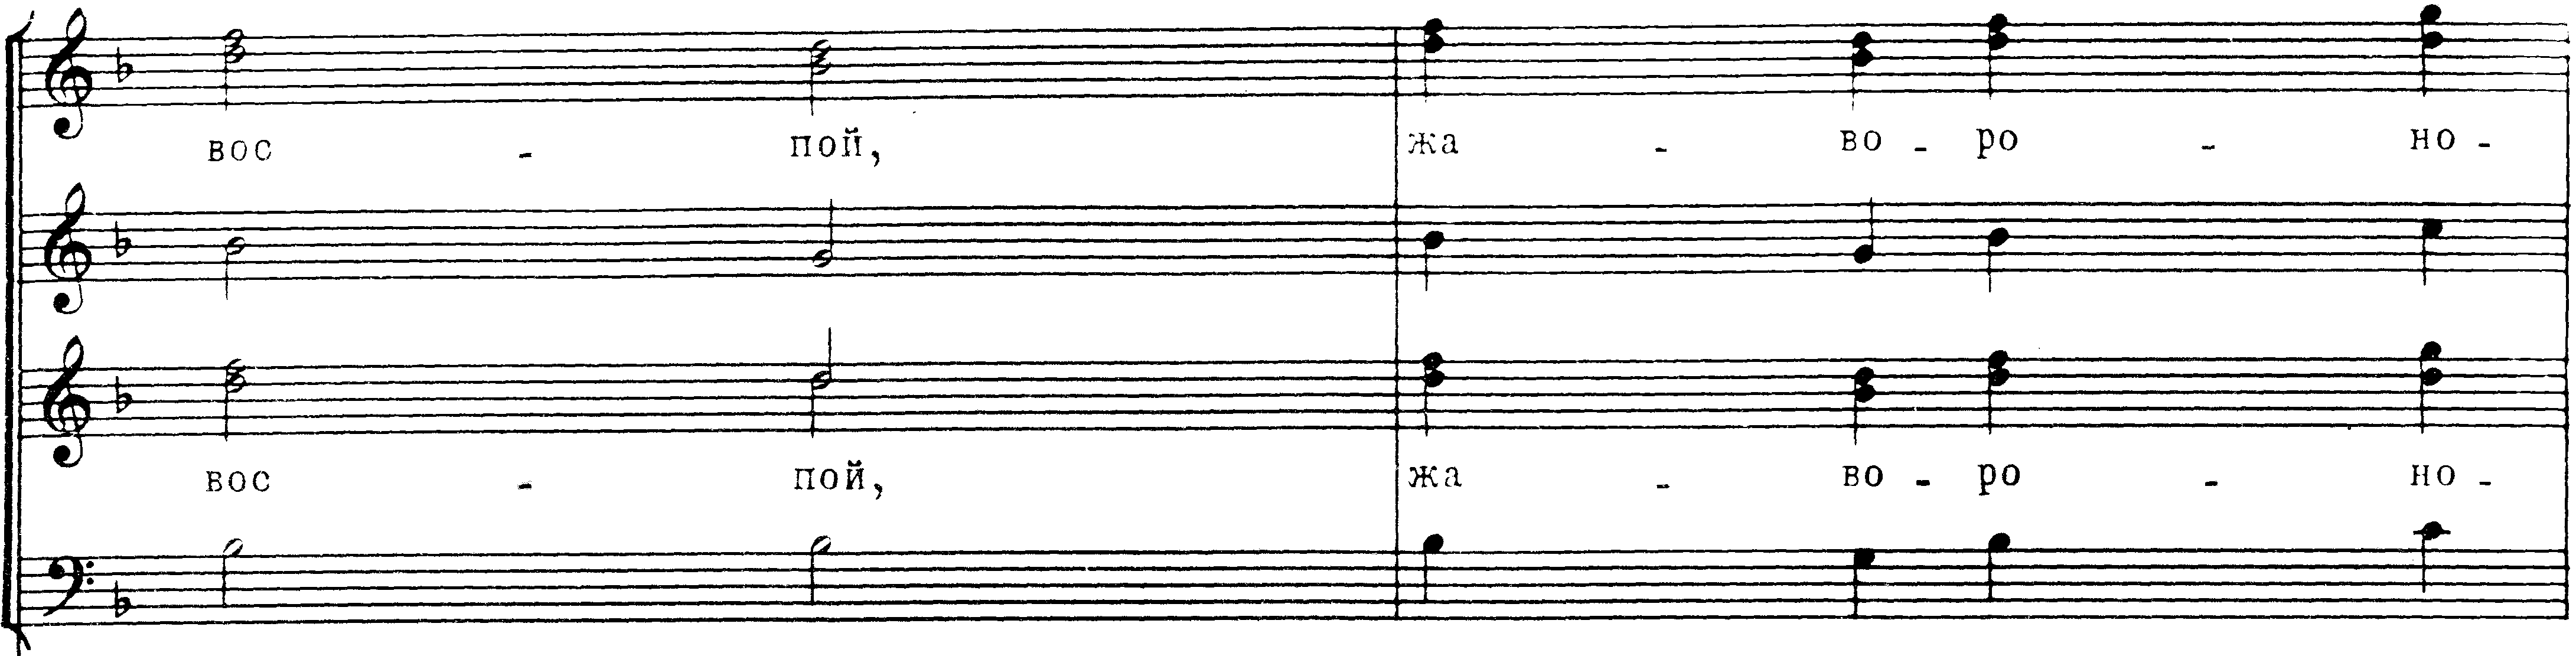 вос - пой, жа - во - ро - но -
вос - пой, жа - во - ро - но -